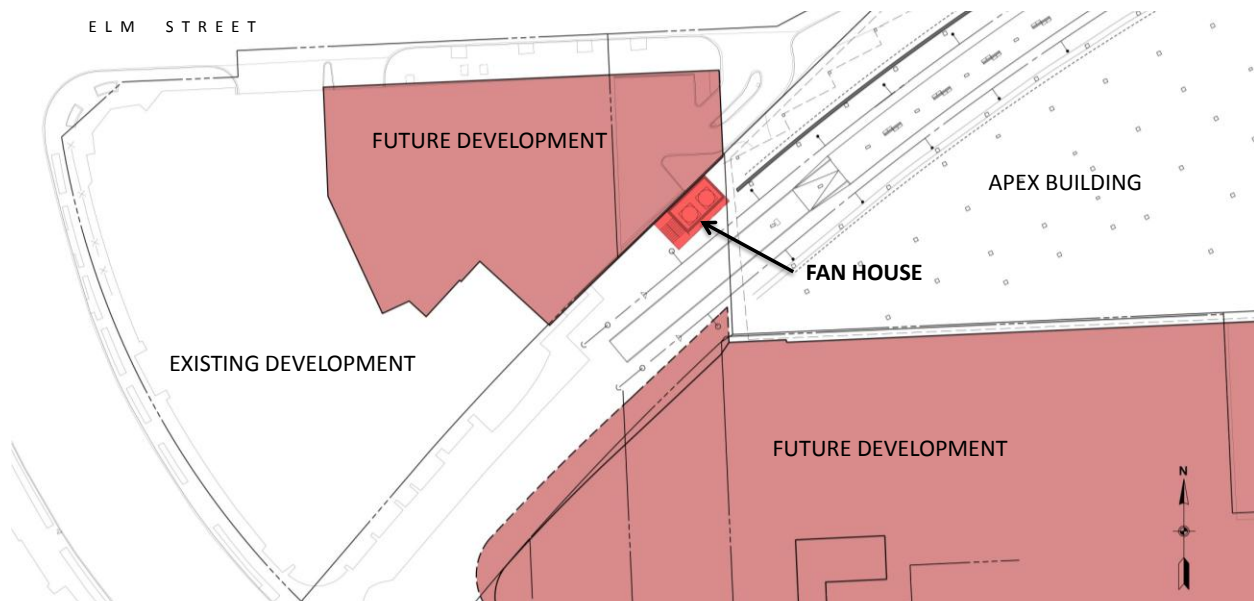 ELM STREET
FUTURE DEVELOPMENT
APEX BUILDING
FAN HOUSE
EXISTING DEVELOPMENT
FUTURE DEVELOPMENT
N